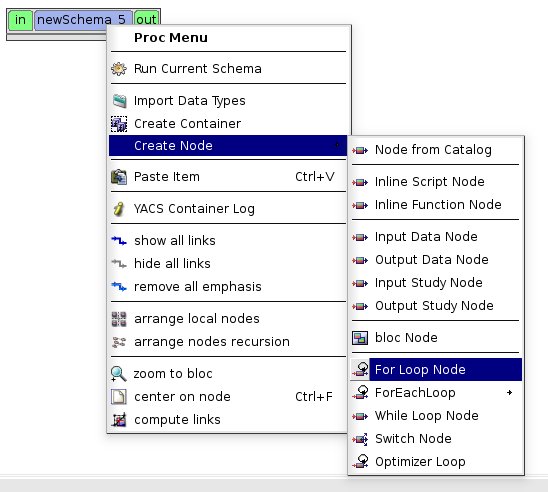 in newSchema_5 out
Proc Menu
Run Current Schema
Import Data Types
Create Container
Create Node
Paste Item Ctrl+V
YACS Container Log
show all links
hide all links
remove all emphasis
arrange local nodes
arrange nodes recursion
zoom to bloc
center on node Ctrl+F
compute links
Node from Catalog
Inline Script Node
Inline Function Node
Input Data Node
Output Data Node
Input Study Node
Output Study Node
bloc Node
For Loop Node
ForEachLoop
While Loop Node
Switch Node
Optimizer Loop